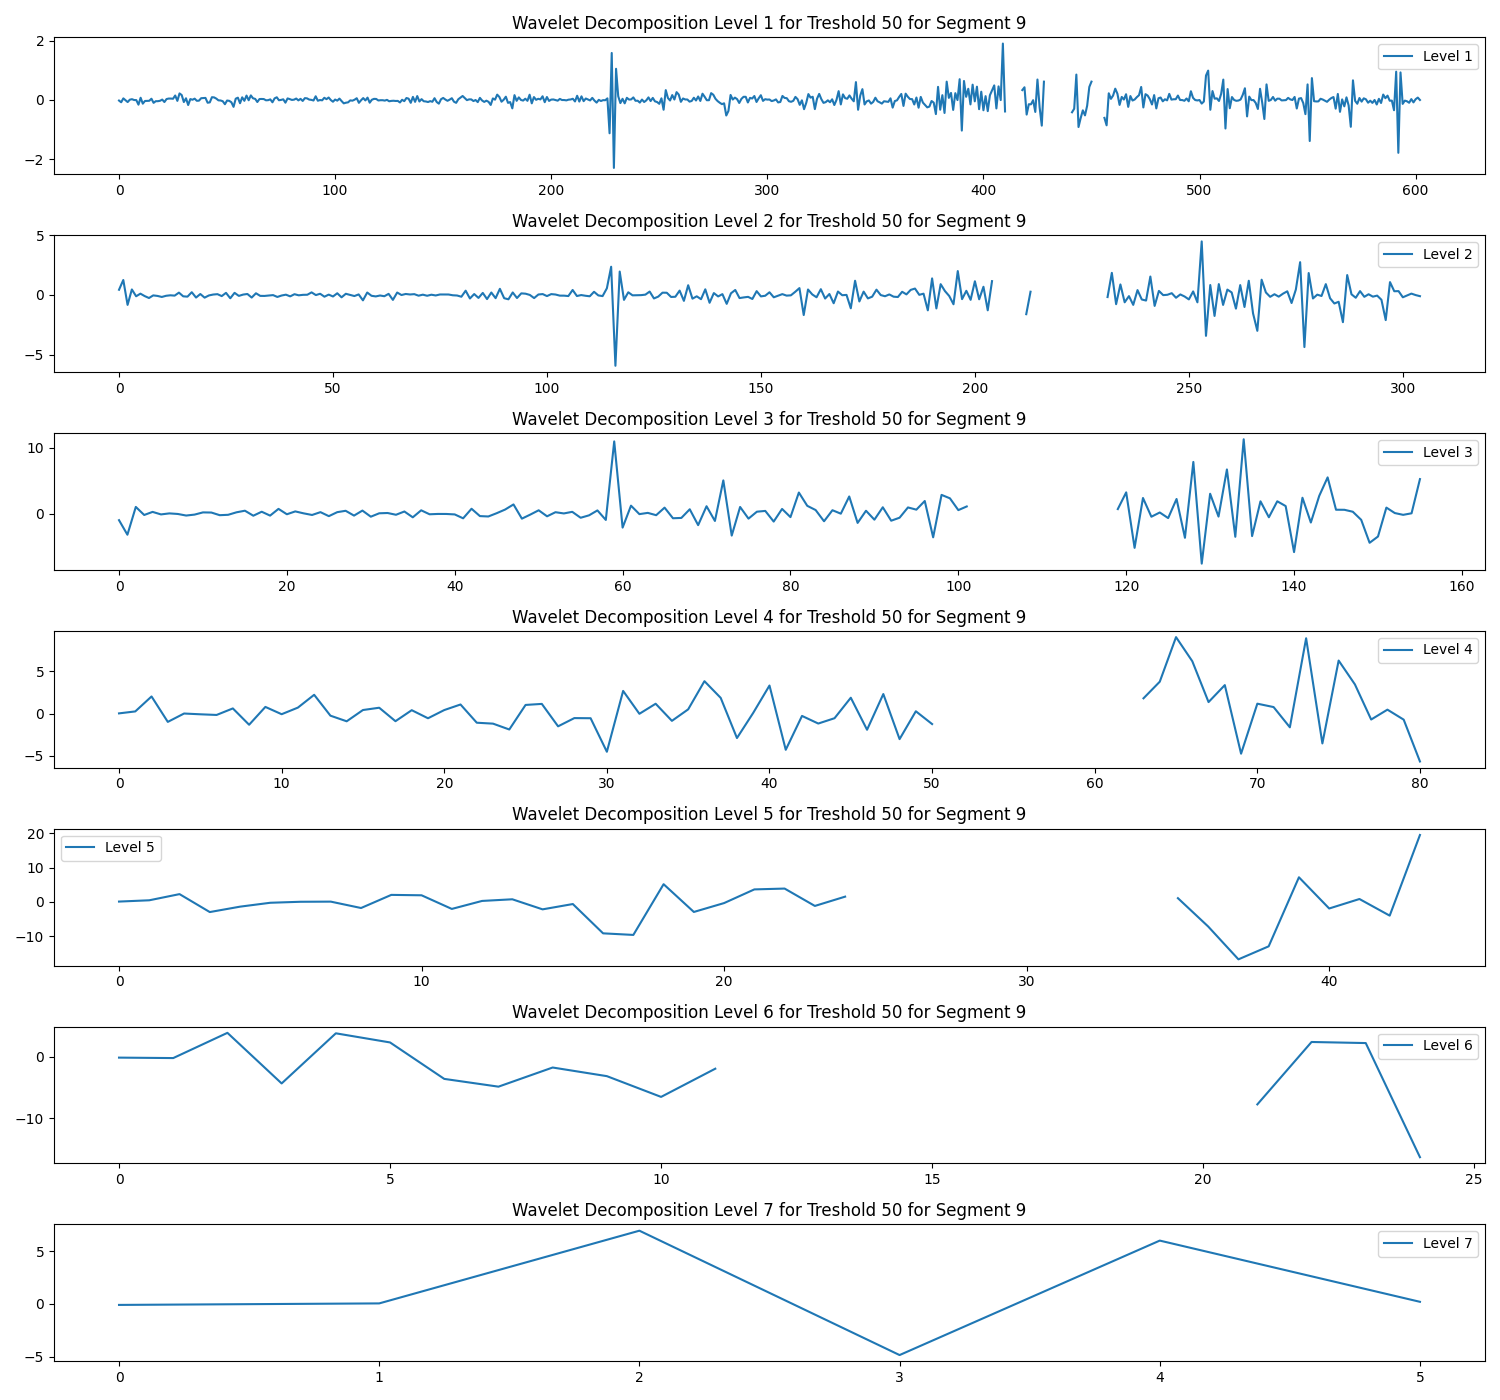 Wavelet Decomposition Level 1 for Treshold 50 for Segment 9
2
0
−2
Level 1
0 100 200 300 400 500 600
Wavelet Decomposition Level 2 for Treshold 50 for Segment 9
5
0
−5
Level 2
0 50 100 150 200 250 300
Wavelet Decomposition Level 3 for Treshold 50 for Segment 9
10
0
Level 3
0 20 40 60 80 100 120 140 160
Wavelet Decomposition Level 4 for Treshold 50 for Segment 9
5
0
−5
Level 4
0 10 20 30 40 50 60 70 80
Wavelet Decomposition Level 5 for Treshold 50 for Segment 9
20
10
0
−10
Level 5
0 10 20 30 40
Wavelet Decomposition Level 6 for Treshold 50 for Segment 9
0
−10
Level 6
0 5 10 15 20 25
Wavelet Decomposition Level 7 for Treshold 50 for Segment 9
5
0
−5
Level 7
0 1 2 3 4 5